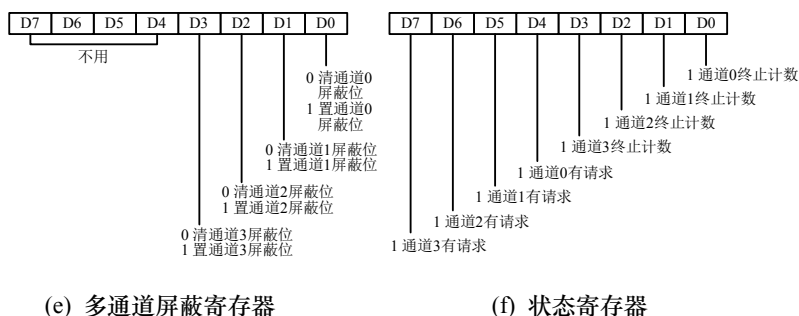 D7 D6 D5 D4 D3 D2 D1 D0
不用
0 清通道0
屏蔽位
1 置通道0
屏蔽位
0 清通道1屏蔽位
1 置通道1屏蔽位
0 清通道2屏蔽位
1 置通道2屏蔽位
0 清通道3屏蔽位
1 置通道3屏蔽位
(e) 多通道屏蔽寄存器
D7 D6 D5 D4 D3 D2 D1 D0
1 通道0终止计数
1 通道1终止计数
1 通道2终止计数
1 通道3终止计数
1 通道0有请求
1 通道1有请求
1 通道2有请求
1 通道3有请求
(f) 状态寄存器